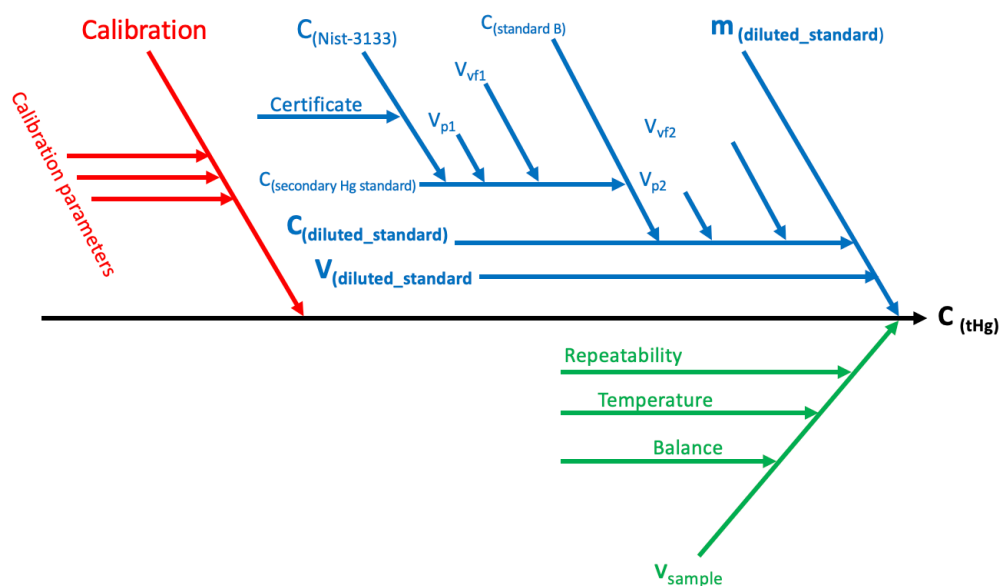 Calibration
Calibration parameters
C(Nist-3133)
Certificate
Vp1
Vvf1
C(standard B)
m(diluted_standard)
Vvf2
C(secondary Hg standard)
Vp2
C(diluted_standard)
V(diluted_standard
C (tHg)
Repeatability
Temperature
Balance
Vsample